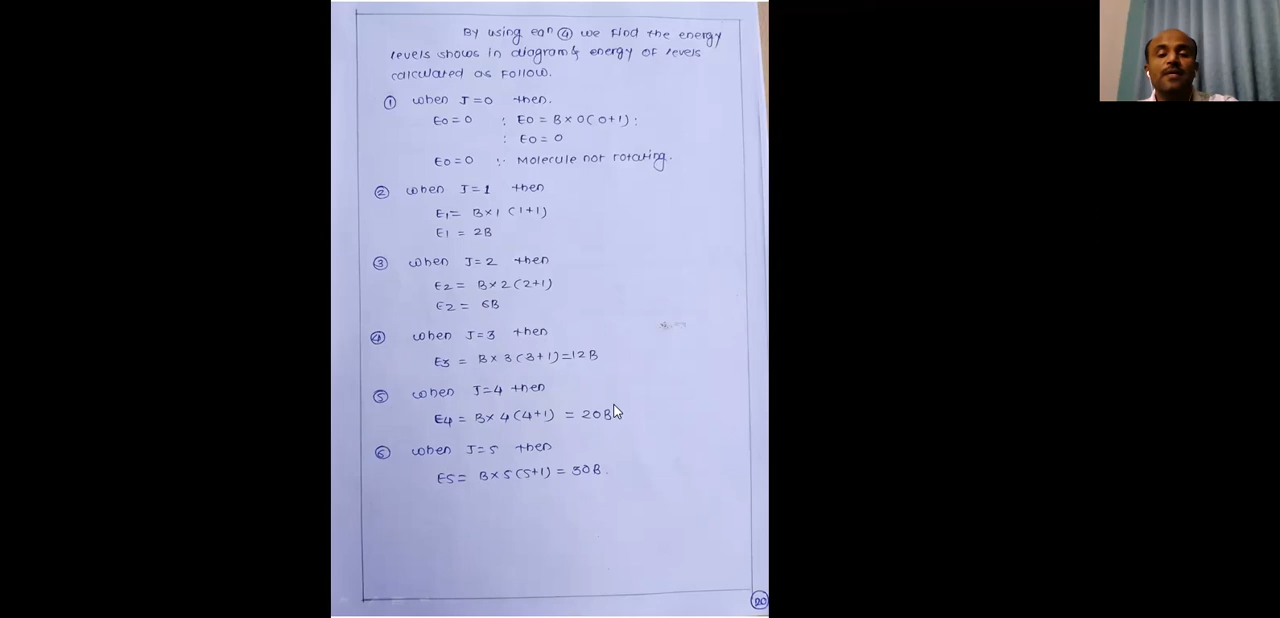 By using eqn ④ we find the energy
levels shows in diagram & energy of levels
calculated as follow.
① when J=0 then.
E0=0 ∴ E0 = B×0(0+1):
: E0=0
E0=0 ∵ Molecule not rotating.
② when J=1 then
E1= B×1 (1+1)
E1 = 2B
③ when J=2 then
E2= B×2(2+1)
E2= 6B
④ when J=3 then
E3 = B×3(3+1)=12B
⑤ when J=4 then
E4 = B×4(4+1) = 20B
⑥ when J=5 then
E5= B×5(5+1) = 30B.
20